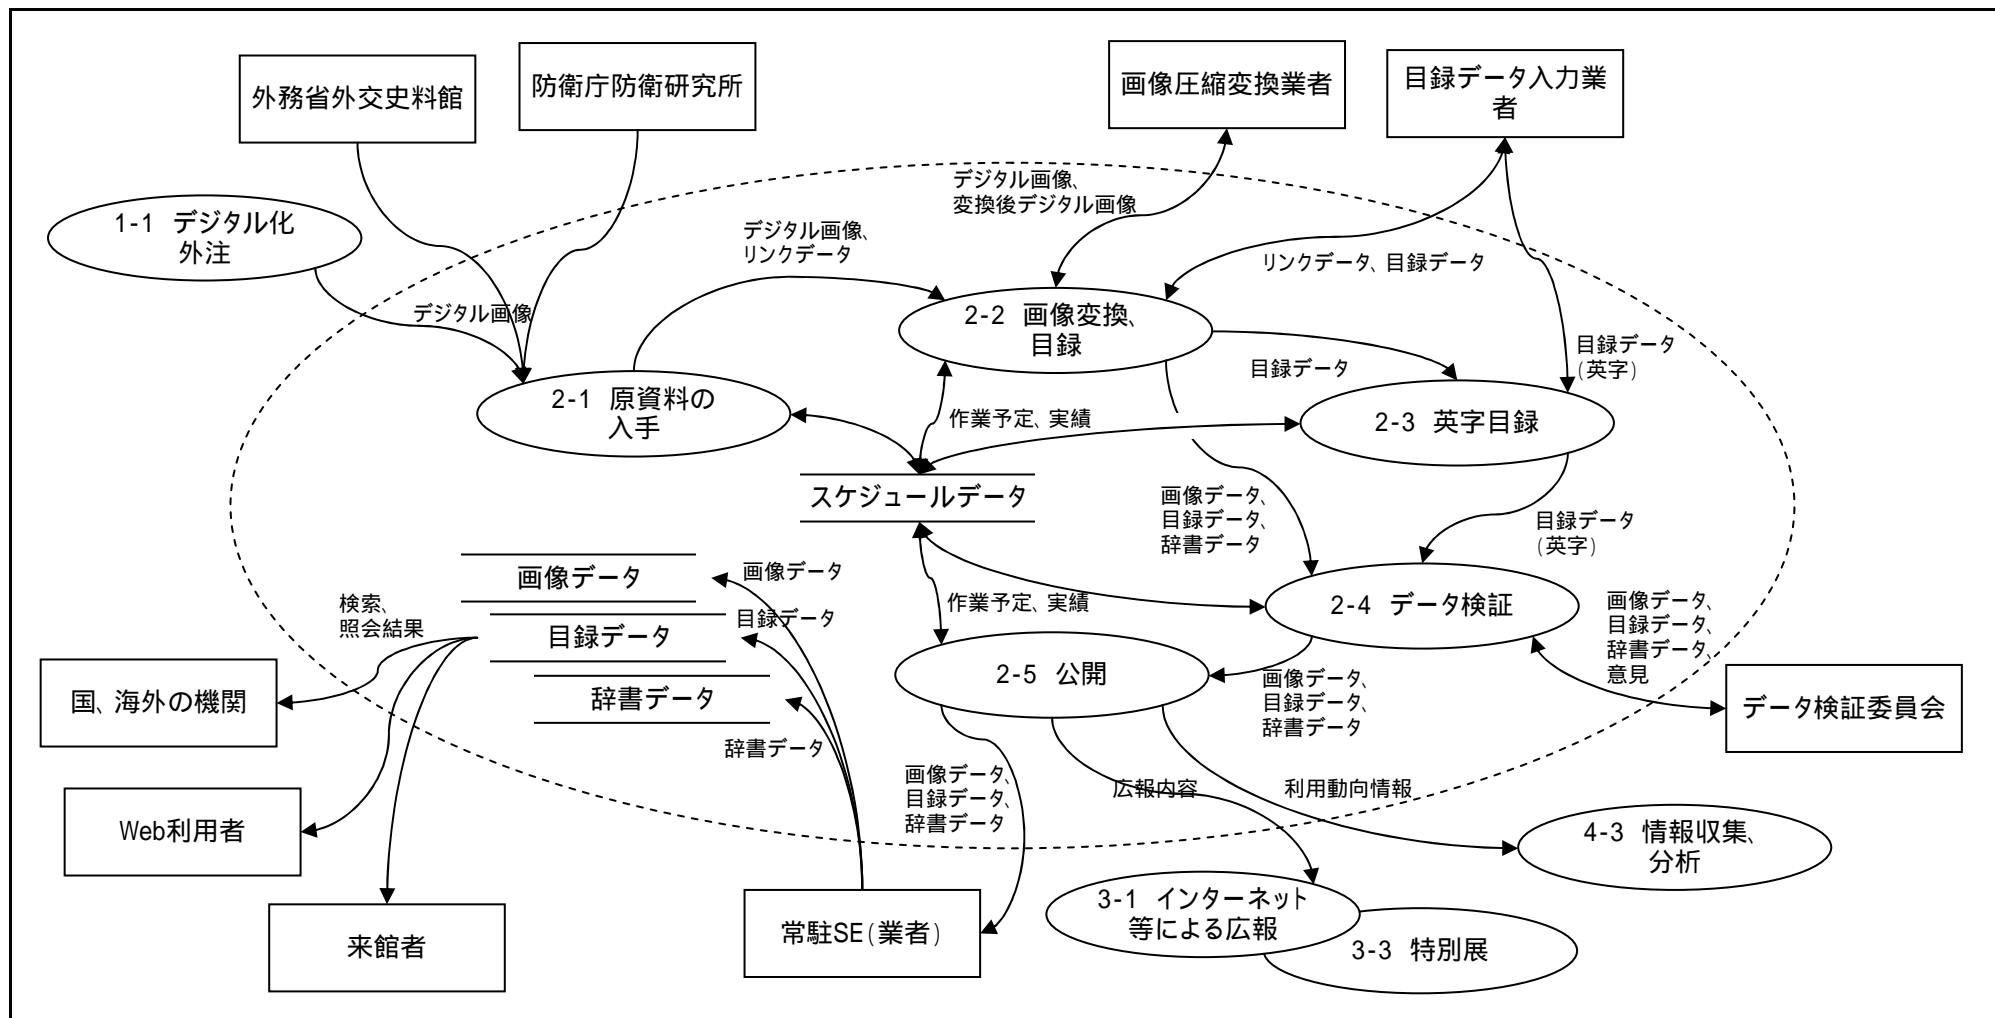 外務省外交史料館
防衛庁防衛研究所
画像圧縮変換業者
目録データ入力業
者
1-1 デジタル化
外注
デジタル画像、
変換後デジタル画像
デジタル画像、
リンクデータ
リンクデータ、目録データ
デジタル画像
2-2 画像変換、
目録
目録データ
(英字)
目録データ
2-1 原資料の
入手
作業予定、実績
2-3 英字目録
スケジュールデータ
画像データ、
目録データ、
辞書データ
目録データ
(英字)
画像データ
画像データ
検索、
照会結果
目録データ
目録データ
作業予定、実績
2-4 データ検証
画像データ、
目録データ、
辞書データ、
意見
2-5 公開
画像データ、
目録データ、
辞書データ
国、海外の機関
辞書データ
辞書データ
データ検証委員会
画像データ、
目録データ、
辞書データ
広報内容
利用動向情報
Web利用者
4-3 情報収集、
分析
3-1 インターネット
等による広報
来館者
常駐SE(業者)
3-3 特別展